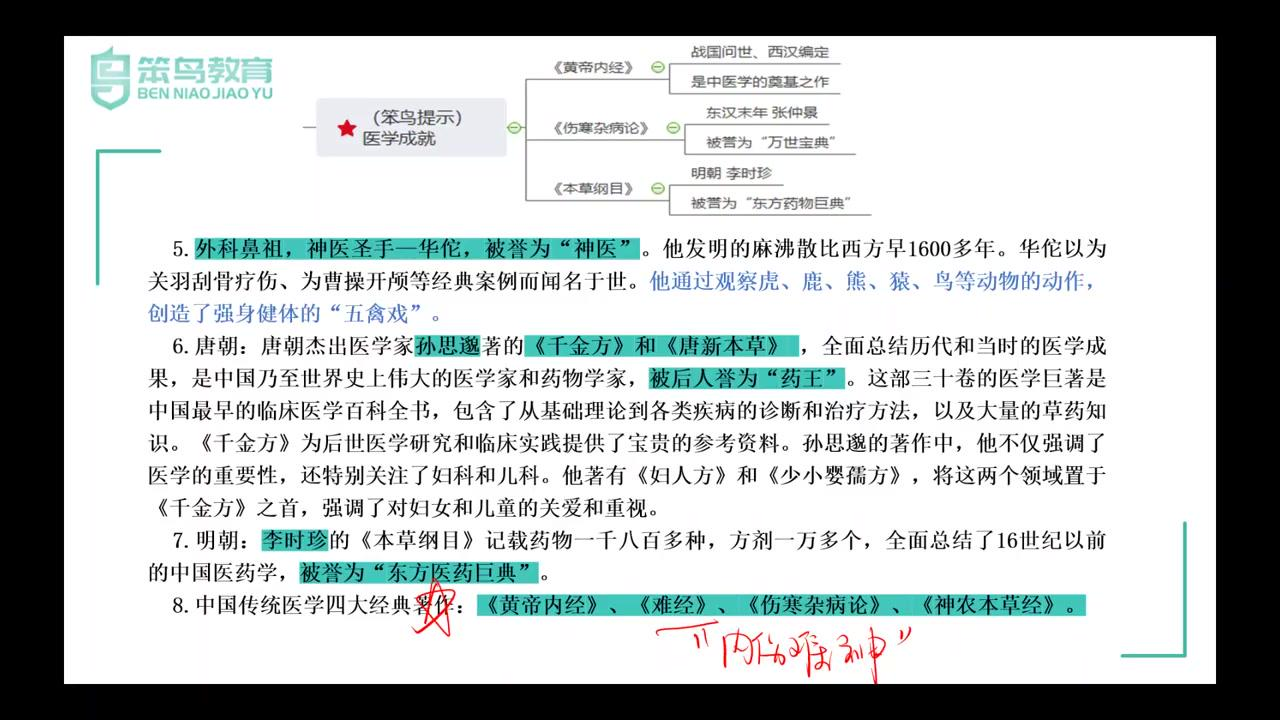 笨鸟教育
BEN NIAO JIAO YU
(笨鸟提示)
医学成就
《黄帝内经》
战国问世、西汉编定
是中医学的奠基之作
《伤寒杂病论》
东汉末年 张仲景
被誉为“万世宝典”
《本草纲目》
明朝 李时珍
被誉为“东方药物巨典”
5.外科鼻祖，神医圣手—华佗，被誉为“神医”。他发明的麻沸散比西方早1600多年。华佗以为
关羽刮骨疗伤、为曹操开颅等经典案例而闻名于世。他通过观察虎、鹿、熊、猿、鸟等动物的动作，
创造了强身健体的“五禽戏”。
6.唐朝：唐朝杰出医学家孙思邈著的《千金方》和《唐新本草》，全面总结历代和当时的医学成
果，是中国乃至世界史上伟大的医学家和药物学家，被后人誉为“药王”。这部三十卷的医学巨著是
中国最早的临床医学百科全书，包含了从基础理论到各类疾病的诊断和治疗方法，以及大量的草药知
识。《千金方》为后世医学研究和临床实践提供了宝贵的参考资料。孙思邈的著作中，他不仅强调了
医学的重要性，还特别关注了妇科和儿科。他著有《妇人方》和《少小婴孺方》，将这两个领域置于
《千金方》之首，强调了对妇女和儿童的关爱和重视。
7.明朝：李时珍的《本草纲目》记载药物一千八百多种，方剂一万多个，全面总结了16世纪以前
的中国医药学，被誉为“东方医药巨典”。
8.中国传统医学四大经典著作：《黄帝内经》、《难经》、《伤寒杂病论》、《神农本草经》。
“内伤难神”